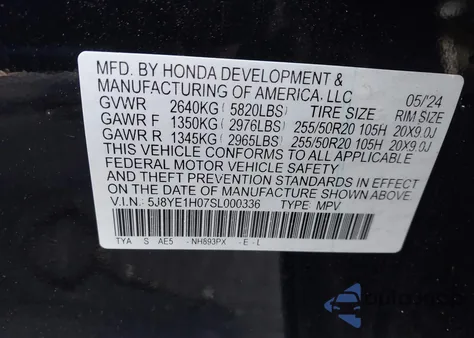 MFD. BY HONDA DEVELOPMENT &
MANUFACTURING OF AMERICA, LLC 05/'24
GVWR 2640KG (5820LBS) TIRE SIZE RIM SIZE
GAWR F 1350KG (2976LBS) 255/50R20 105H 20X9.0J
GAWR R 1345KG (2965LBS) 255/50R20 105H 20X9.0J
THIS VEHICLE CONFORMS TO ALL APPLICABLE
FEDERAL MOTOR VEHICLE SAFETY
AND THEFT PREVENTION STANDARDS IN EFFECT
ON THE DATE OF MANUFACTURE SHOWN ABOVE.
V.I.N.: 5J8YE1H07SL000336 TYPE: MPV
TYA S AE5 -NH893PX -E-L